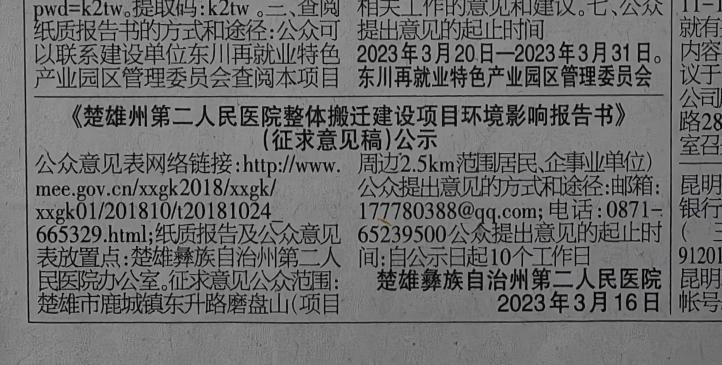 pwd=k2tw。提取码:k2tw 。三、查阅
纸质报告书的方式和途径:公众可
以联系建设单位东川再就业特色
产业园区管理委员会查阅本项目
相关工作的意见和建议。七、公众
提出意见的起止时间
2023年3月20日—2023年3月31日。
东川再就业特色产业园区管理委员会
《楚雄州第二人民医院整体搬迁建设项目环境影响报告书》
(征求意见稿)公示
公众意见表网络链接:http://www.
mee.gov.cn/xxgk2018/xxgk/
xxgk01/201810/t20181024_
665329.html;纸质报告及公众意见
表放置点:楚雄彝族自治州第二人
民医院办公室。征求意见公众范围:
楚雄市鹿城镇东升路磨盘山(项目
周边2.5km范围居民、企事业单位)
公众提出意见的方式和途径:邮箱:
177780388@qq.com;电话:0871-
65239500公众提出意见的起止时
间:自公示日起10个工作日
楚雄彝族自治州第二人民医院
2023年3月16日
11-1
就有
内容
议于
公司
路28
室召
昆明
银行
( 三
91201
昆明
帐号